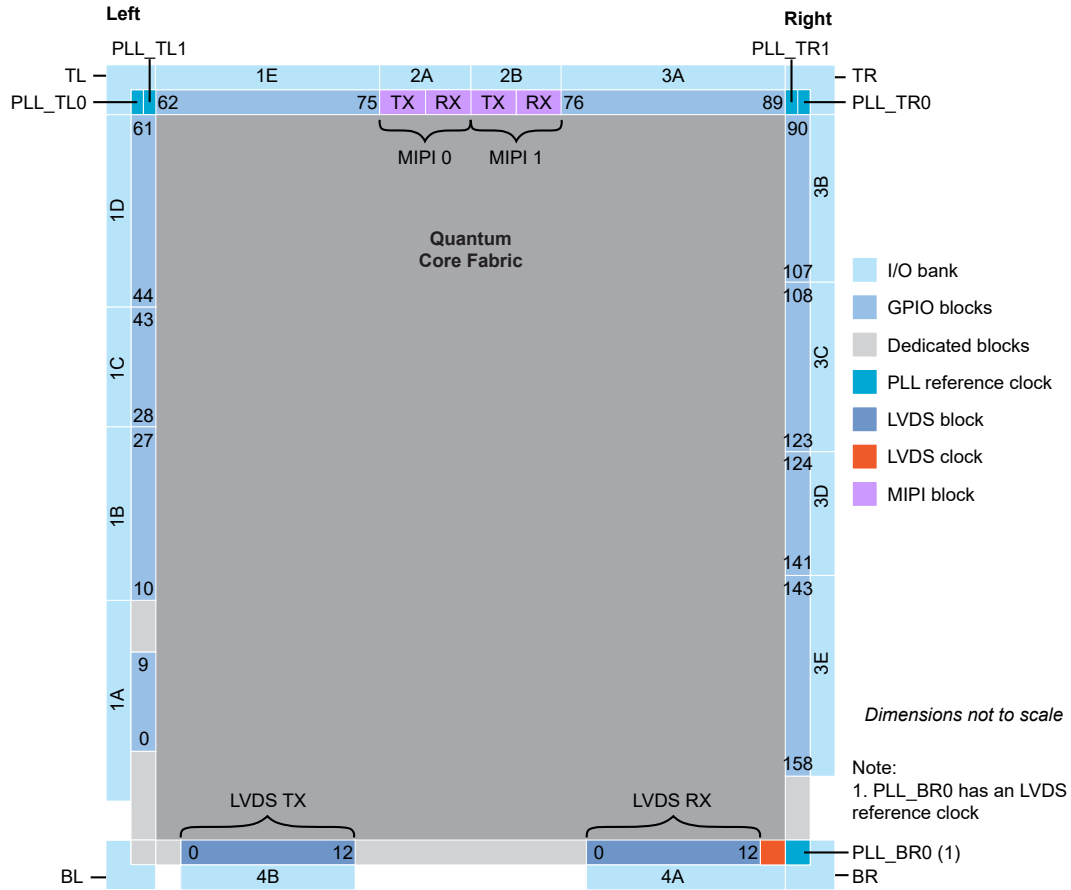 Left
Right
PLL_TL1
PLL_TR1
TL
1E
2A
2B
3A
TR
PLL_TL0
62
75
TX
RX
TX
RX
76
89
PLL_TR0
61
90
MIPI 0
MIPI 1
3B
1D
Quantum
Core Fabric
107
I/O bank
44
108
43
GPIO blocks
Dedicated blocks
3C
1C
PLL reference clock
28
LVDS block
27
123
LVDS clock
124
3D
MIPI block
1B
141
10
143
9
3E
1A
0
Dimensions not to scale
158
Note:
1. PLL_BR0 has an LVDS
reference clock
LVDS TX
LVDS RX
0
12
0
12
PLL_BR0 (1)
BL
4B
4A
BR